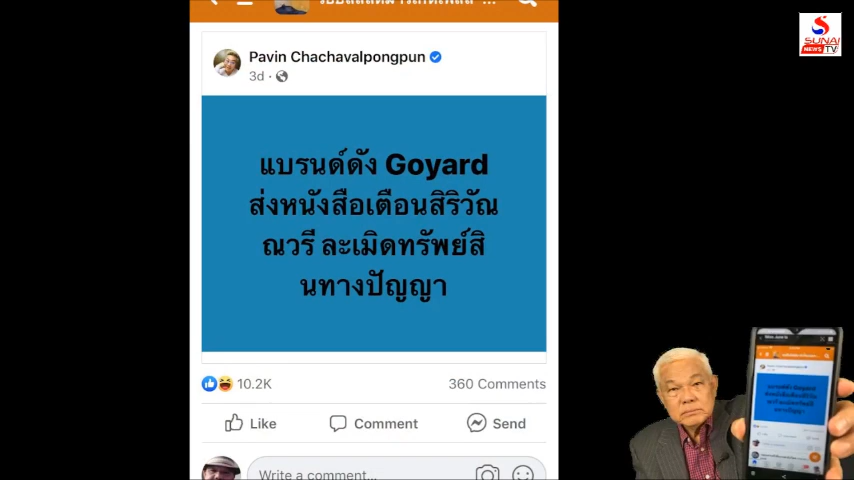 Pavin Chachavalpongpun
3d
แบรนด์ดัง Goyard
ส่งหนังสือเตือนสิริวัณ
ณวรี ละเมิดทรัพย์สิ
นทางปัญญา
10.2K
360 Comments
Like
Comment
Send
Write a comment...
SUNAI
NEWS TV